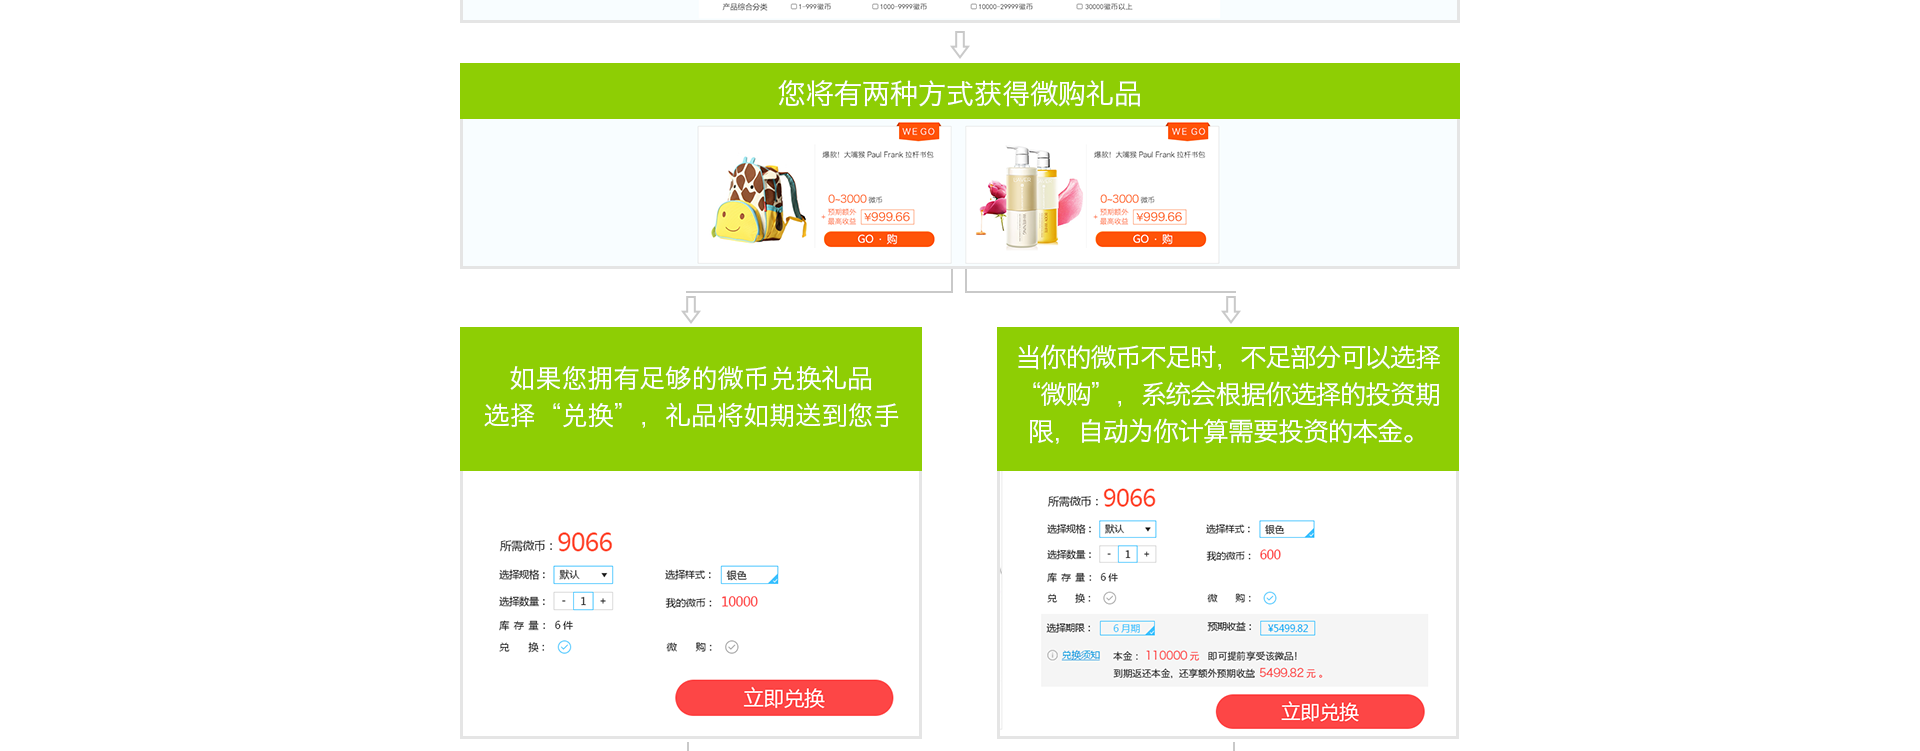 产品综合分类 1-999徽币 1000-9999徽币 10000-29999徽币 30000徽币以上
您将有两种方式获得微购礼品
WE GO
爆款！大嘴猴 Paul Frank 拉杆书包
0~3000 微币
+ 预期额外最高收益 ¥999.66
GO · 购
WE GO
爆款！大嘴猴 Paul Frank 拉杆书包
0~3000 微币
+ 预期额外最高收益 ¥999.66
GO · 购
如果您拥有足够的微币兑换礼品
选择“兑换”，礼品将如期送到您手
所需微币：9066
选择规格：默认 选择样式：银色
选择数量：- 1 + 我的微币：10000
库存量：6件
兑 换： 微 购：
立即兑换
当你的微币不足时，不足部分可以选择
“微购”，系统会根据你选择的投资期
限，自动为你计算需要投资的本金。
所需微币：9066
选择规格：默认 选择样式：银色
选择数量：- 1 + 我的微币：600
库存量：6件
兑 换： 微 购：
选择期限：6月期 预期收益：¥5499.82
兑换须知 本金：110000元 即可提前享受该微品！
到期返还本金，还享额外预期收益 5499.82元。
立即兑换